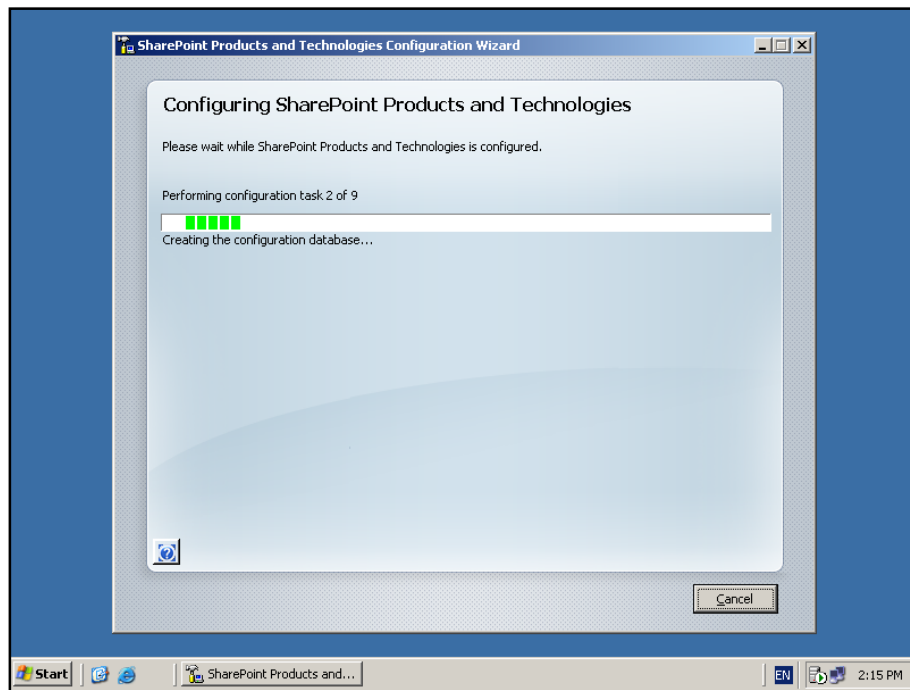 SharePoint Products and Technologies Configuration Wizard
Configuring SharePoint Products and Technologies
Please wait while SharePoint Products and Technologies is configured.
Performing configuration task 2 of 9
Creating the configuration database...
Cancel
Start
SharePoint Products and...
EN
2:15 PM